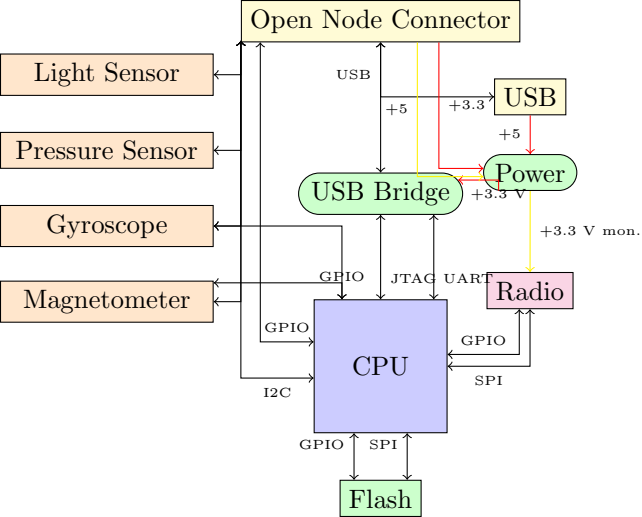 Open Node Connector
Light Sensor
USB
USB
+5
+3.3
+5
Pressure Sensor
Power
USB Bridge
+3.3 V
Gyroscope
+3.3 V mon.
GPIO
JTAG UART
Magnetometer
Radio
GPIO
GPIO
CPU
SPI
I2C
GPIO
SPI
Flash